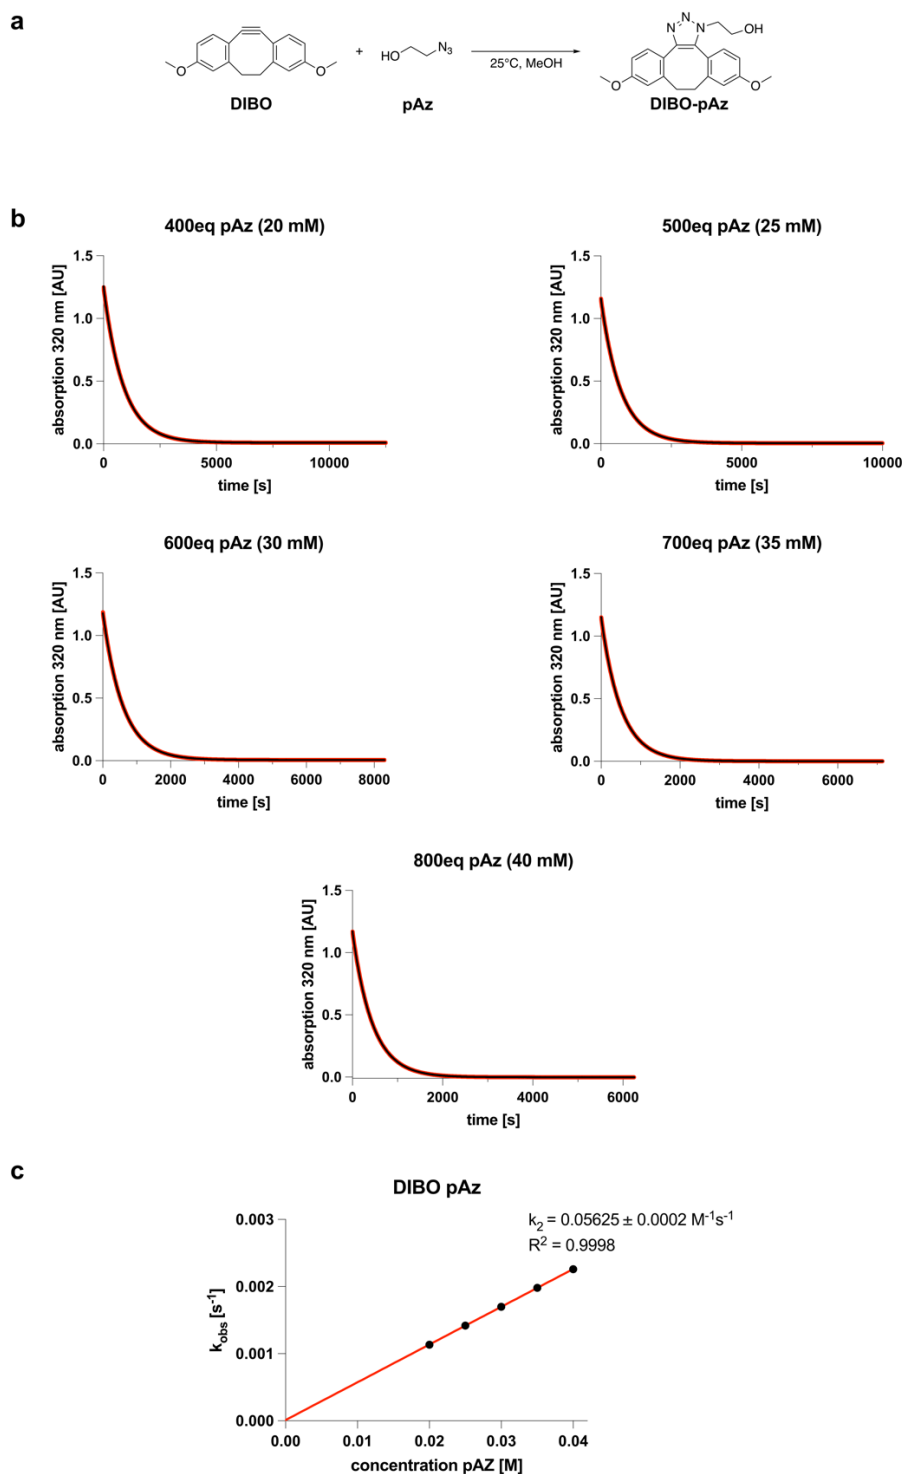 a
N
N
N
OH
O
O
+
HO
N3
25°C, MeOH
O
O
DIBO
pAz
DIBO-pAz
b
400eq pAz (20 mM)
absorption 320 nm [AU]
1.5
1.0
0.5
0.0
0 5000 10000
time [s]
500eq pAz (25 mM)
absorption 320 nm [AU]
1.5
1.0
0.5
0.0
0 5000 10000
time [s]
600eq pAz (30 mM)
absorption 320 nm [AU]
1.5
1.0
0.5
0.0
0 2000 4000 6000 8000
time [s]
700eq pAz (35 mM)
absorption 320 nm [AU]
1.5
1.0
0.5
0.0
0 2000 4000 6000
time [s]
800eq pAz (40 mM)
absorption 320 nm [AU]
1.5
1.0
0.5
0.0
0 2000 4000 6000
time [s]
c
DIBO pAz
k2 = 0.05625 ± 0.0002 M-1s-1
R2 = 0.9998
kobs [s-1]
0.003
0.002
0.001
0.000
0.00 0.01 0.02 0.03 0.04
concentration pAZ [M]